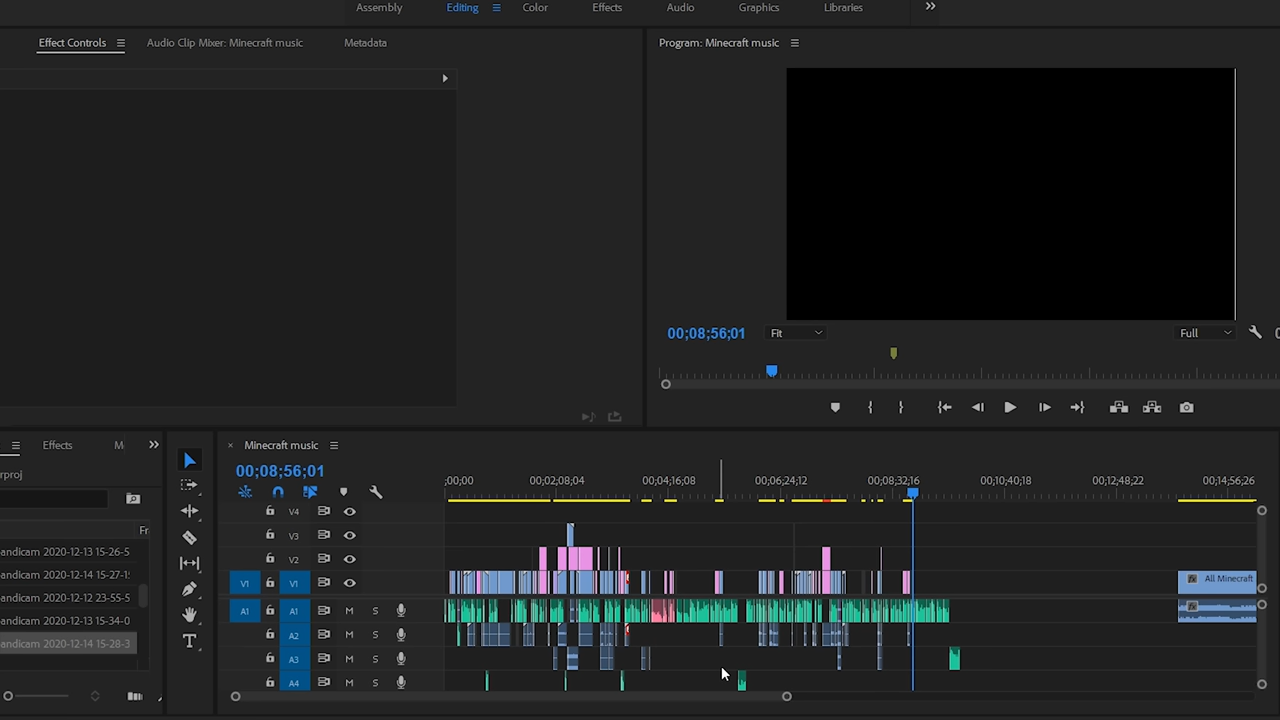 Assembly Editing Color Effects Audio Graphics Libraries
Effect Controls Audio Clip Mixer: Minecraft music Metadata
Program: Minecraft music
00;08;56;01 Fit Full
Effects M
Minecraft music
rproj
00;08;56;01
;00;00 00;02;08;04 00;04;16;08 00;06;24;12 00;08;32;16 00;10;40;18 00;12;48;22 00;14;56;26
Fr
V4
V3
V2
V1 V1
A1 A1 M S
A2 M S
A3 M S
A4 M S
All Minecraft
fx
fx
andicam 2020-12-13 15-26-5
andicam 2020-12-14 15-27-1
andicam 2020-12-12 23-55-5
andicam 2020-12-13 15-34-0
andicam 2020-12-14 15-28-3
T